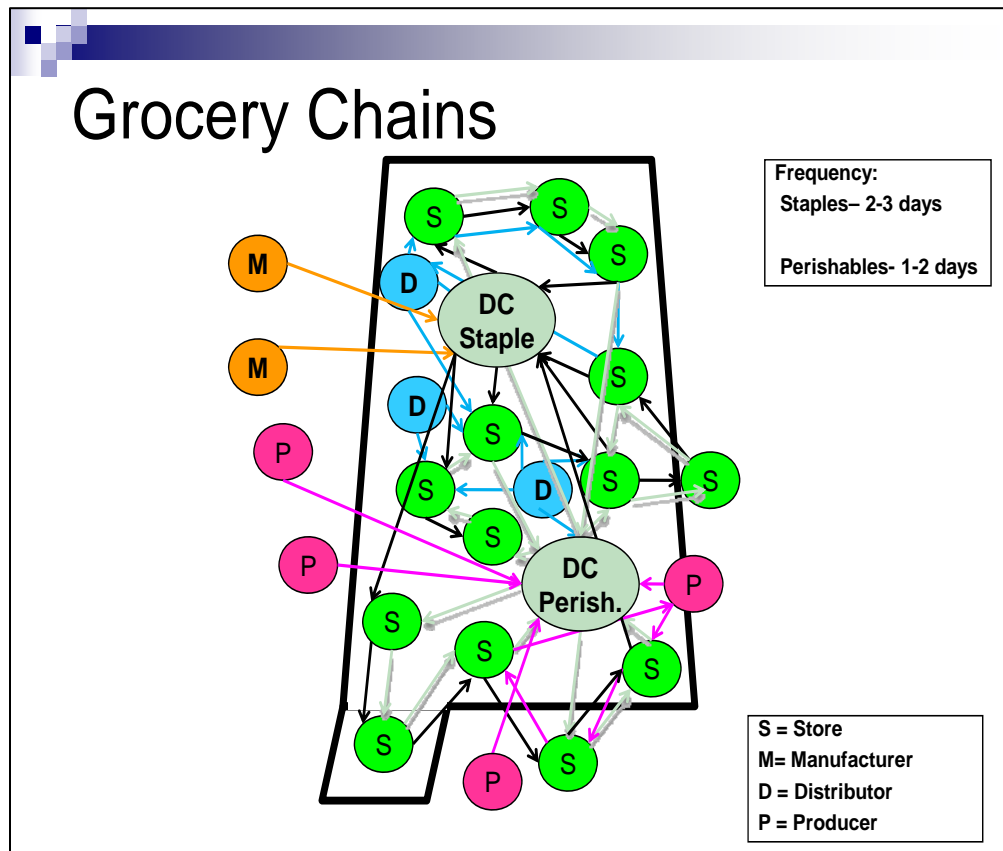 Grocery Chains
Frequency:
Staples– 2-3 days
Perishables- 1-2 days
S
S
S
M
D
DC
Staple
M
S
D
S
P
S
S
S
D
S
P
DC
Perish.
P
S
S
S
S
S
P
S = Store
M= Manufacturer
D = Distributor
P = Producer